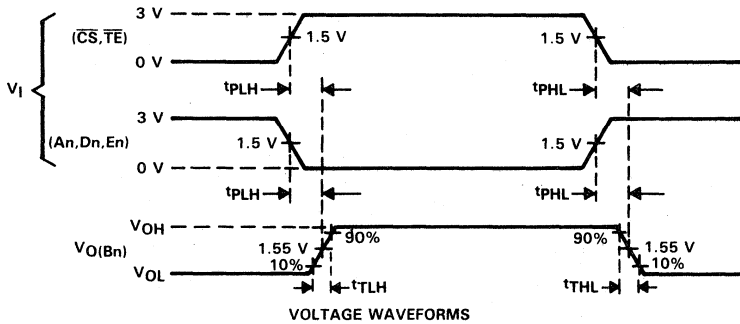 3 V
(CS,TE)
1.5 V
1.5 V
0 V
tPLH
tPHL
VI
3 V
(An,Dn,En)
1.5 V
1.5 V
0 V
tPLH
tPHL
VOH
90%
90%
VO(Bn)
1.55 V
1.55 V
10%
10%
VOL
tTLH
tTHL
VOLTAGE WAVEFORMS